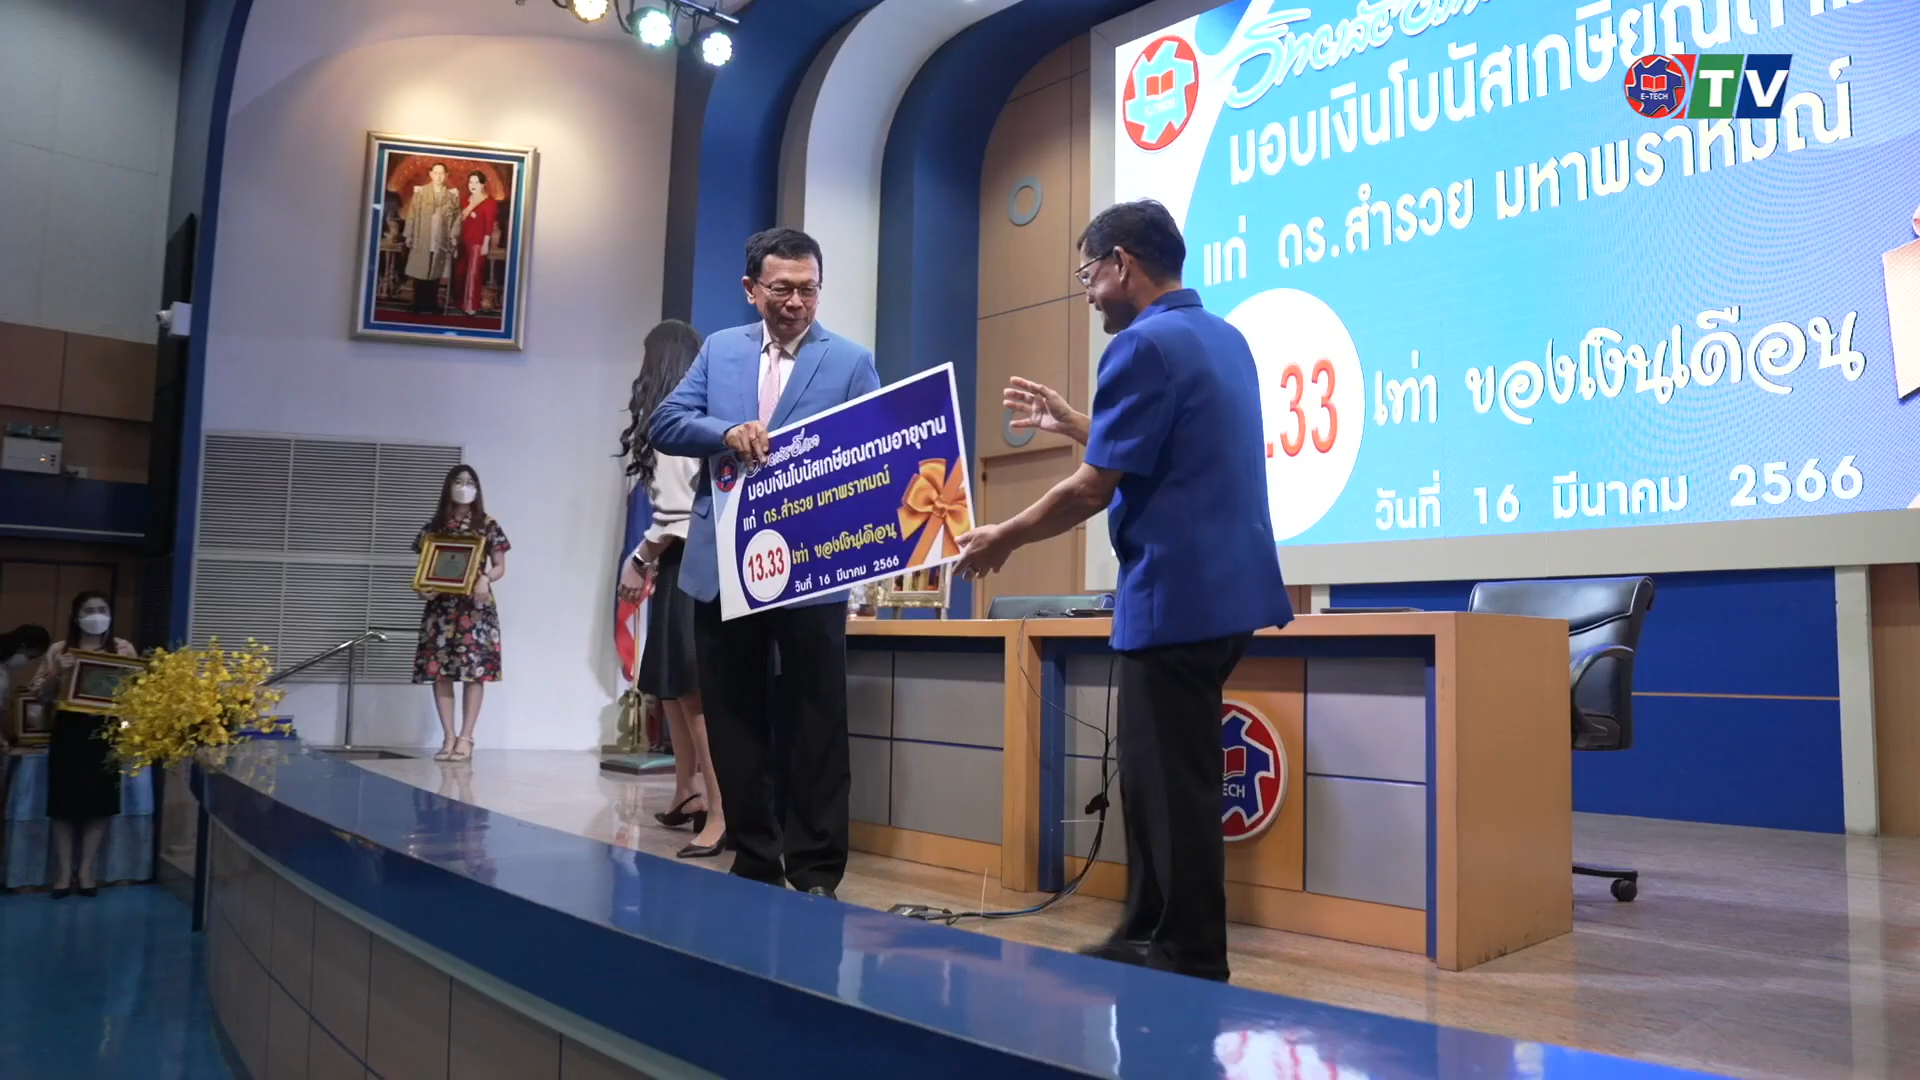 E-TECH
มอบเงินโบนัสเกษียณตาม
แก่ ดร.สำรวย มหาพราหมณ์
.33 เท่า ของเงินเดือน
วันที่ 16 มีนาคม 2566
E-TECH TV
มอบเงินโบนัสเกษียณตามอายุงาน
แก่ ดร.สำรวย มหาพราหมณ์
13.33 เท่า ของเงินเดือน
วันที่ 16 มีนาคม 2566
TECH